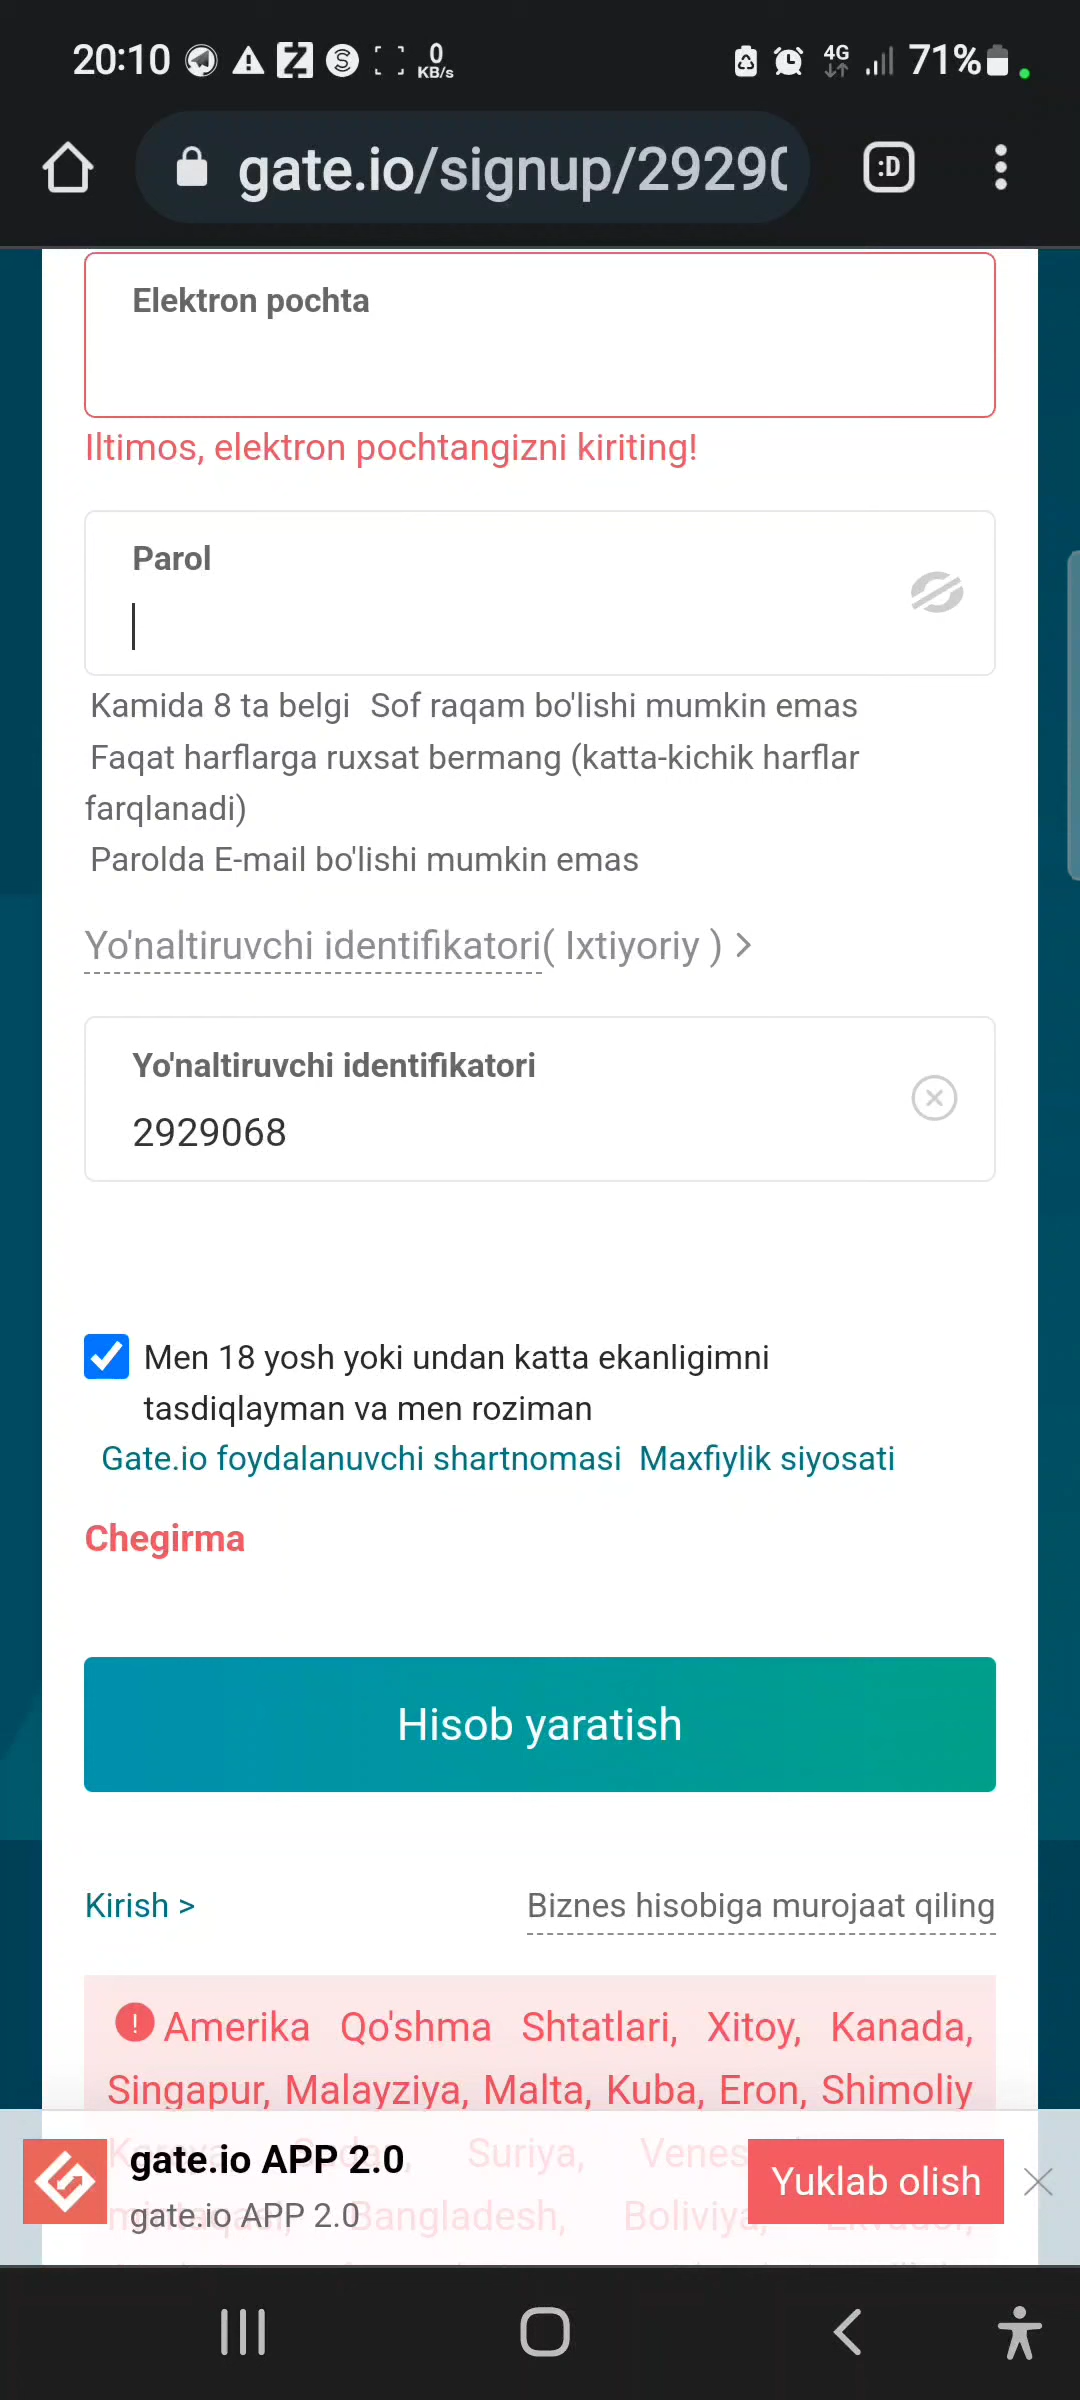 20:10
0
KB/s
4G
71%
gate.io/signup/2929
:D
Elektron pochta
Iltimos, elektron pochtangizni kiriting!
Parol
Kamida 8 ta belgi Sof raqam bo'lishi mumkin emas
Faqat harflarga ruxsat bermang (katta-kichik harflar
farqlanadi)
Parolda E-mail bo'lishi mumkin emas
Yo'naltiruvchi identifikatori( Ixtiyoriy ) >
Yo'naltiruvchi identifikatori
2929068
Men 18 yosh yoki undan katta ekanligimni
tasdiqlayman va men roziman
Gate.io foydalanuvchi shartnomasi Maxfiylik siyosati
Chegirma
Hisob yaratish
Kirish >
Biznes hisobiga murojaat qiling
Amerika Qo'shma Shtatlari, Xitoy, Kanada,
Singapur, Malayziya, Malta, Kuba, Eron, Shimoliy
Suriya,
Bangladesh, Boliviya,
gate.io APP 2.0
gate.io APP 2.0
Yuklab olish